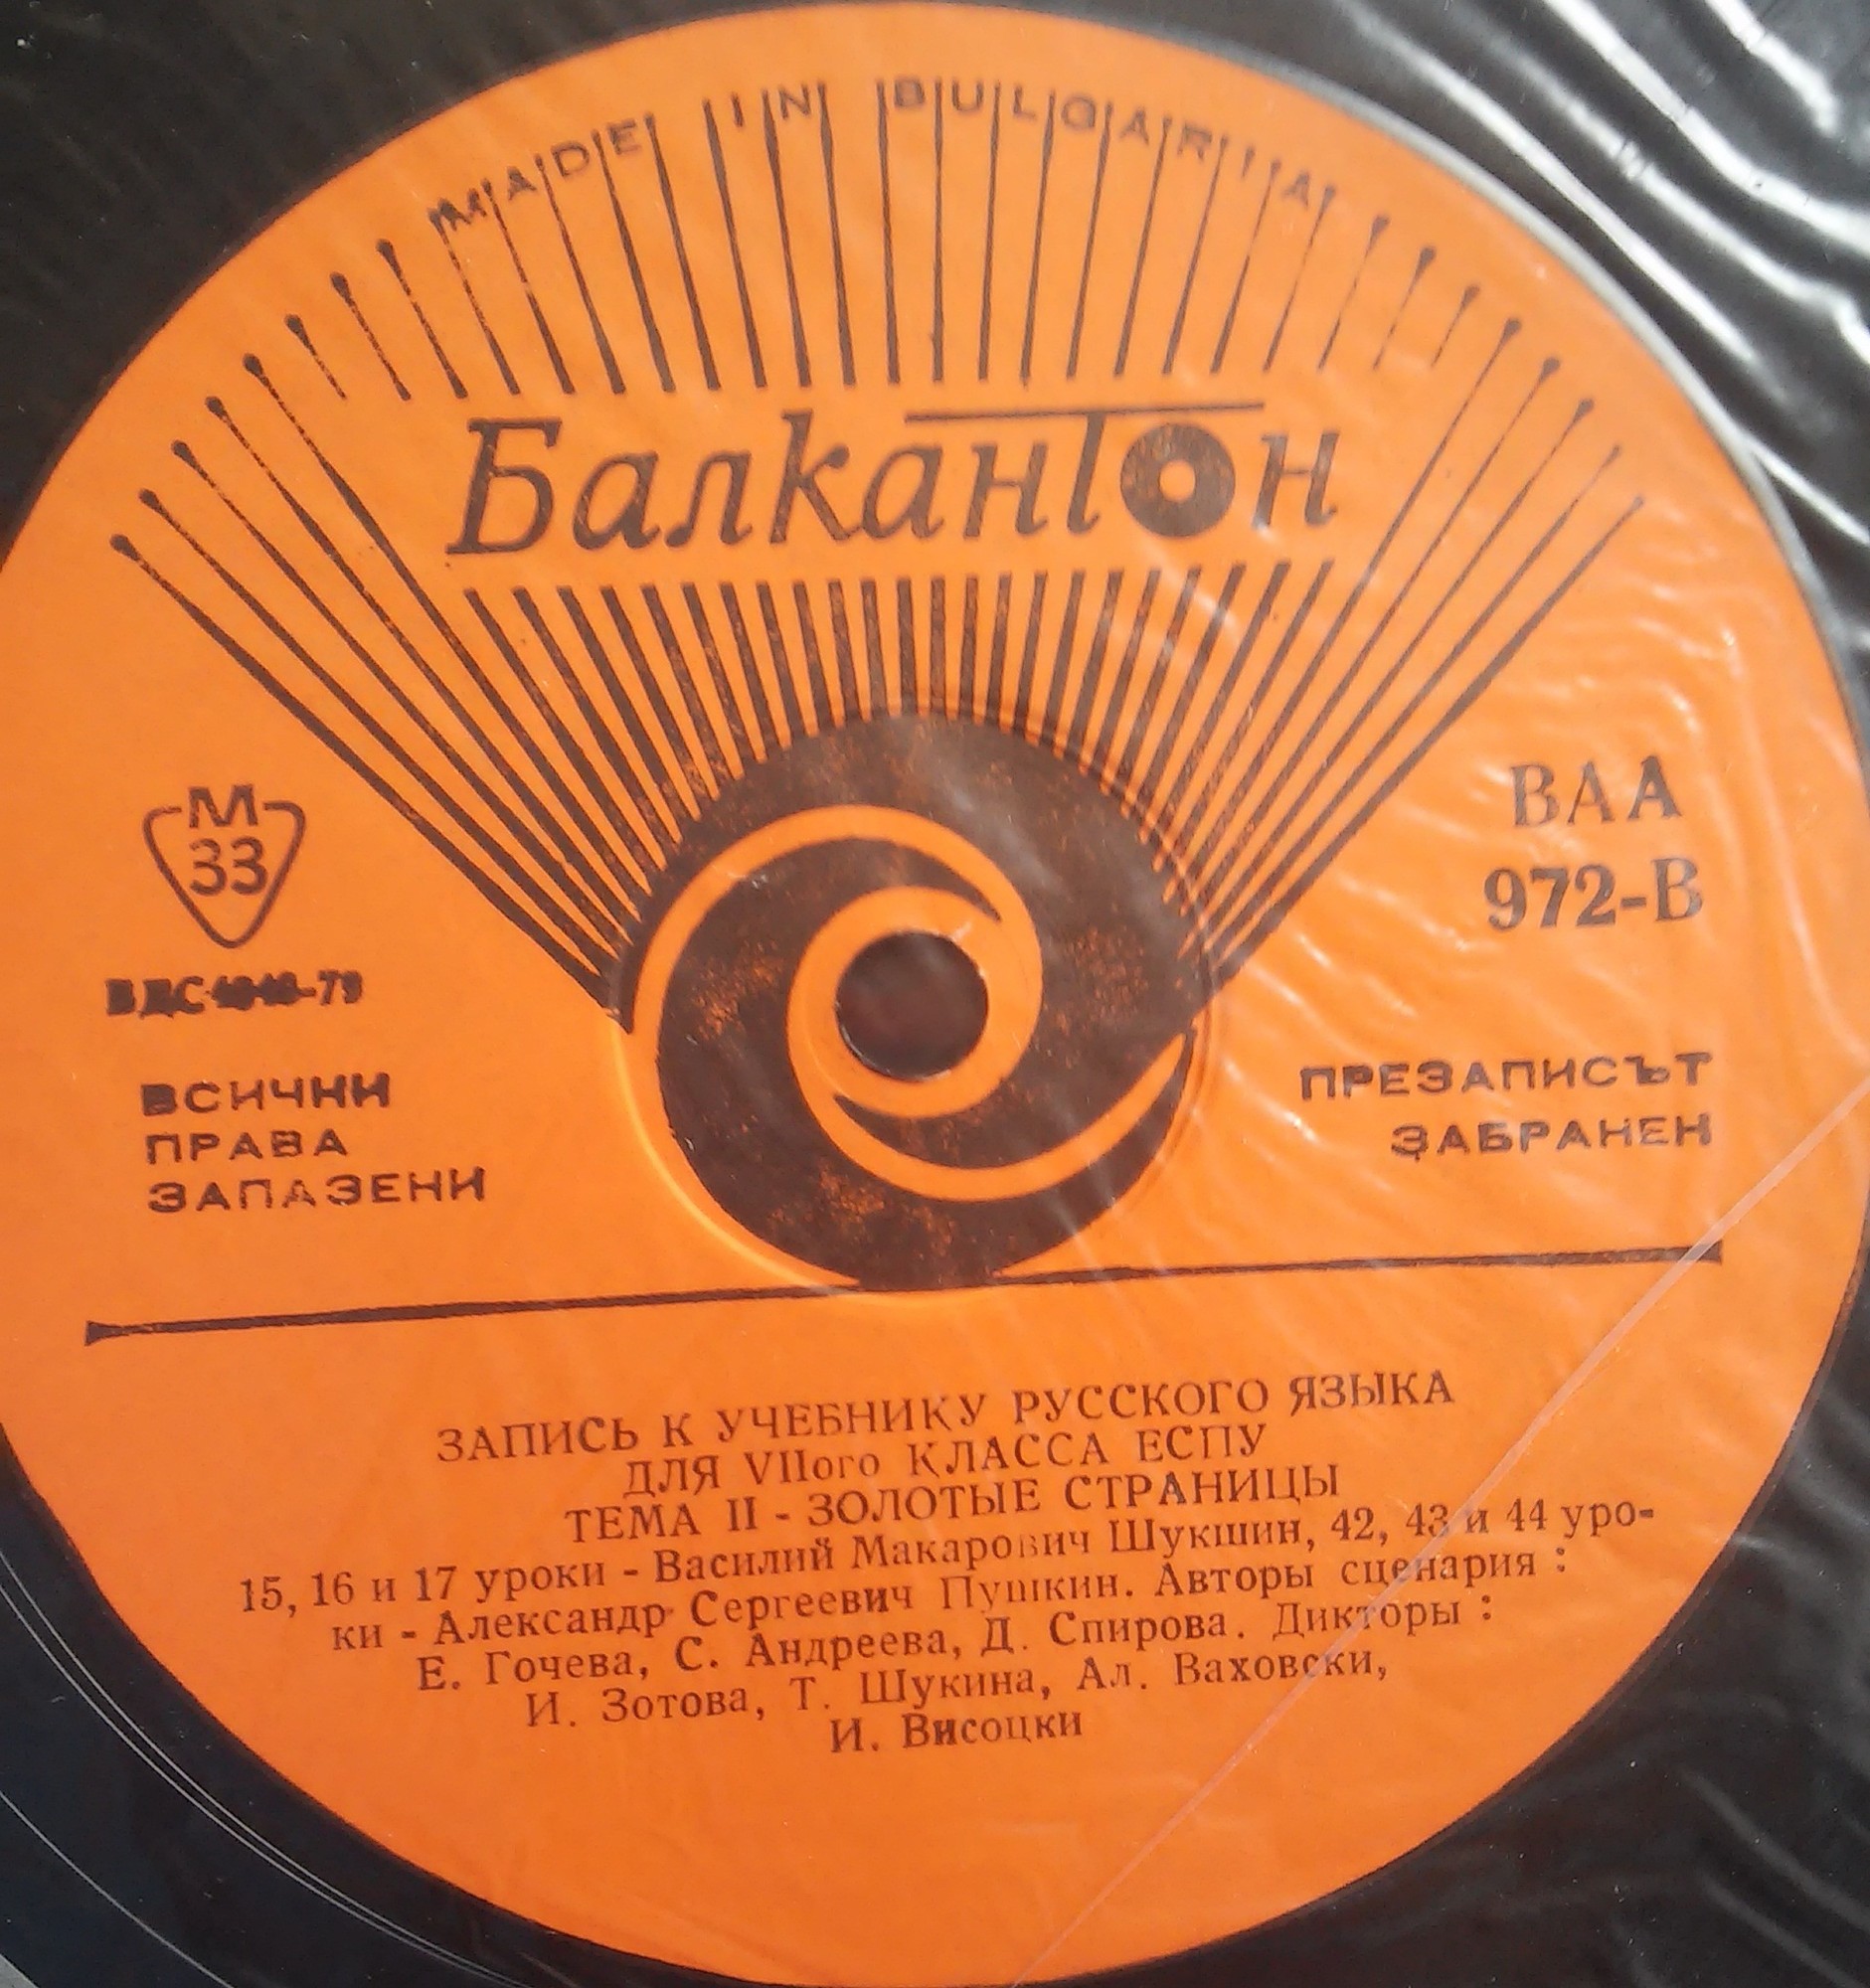 MADE IN BULGARIA
Балкантон
М
33
ВСИЧНИ
ПРАВА
ЗАПАЗЕНИ
ВАА
972-В
ПРЕЗАПИСЪТ
ЗАБРАНЕН
ЗАПИСЬ К УЧЕБНИКУ РУССКОГО ЯЗЫКА
ДЛЯ VIIого КЛАССА ЕСПУ
ТЕМА II - ЗОЛОТЫЕ СТРАНИЦЫ
15, 16 и 17 уроки - Василий Макарович Шукшин, 42, 43 и 44 уро-
ки - Александр Сергеевич Пушкин. Авторы сценария :
Е. Гочева, С. Андреева, Д. Спирова. Дикторы :
И. Зотова, Т. Шукина, Ал. Ваховски,
И. Височки